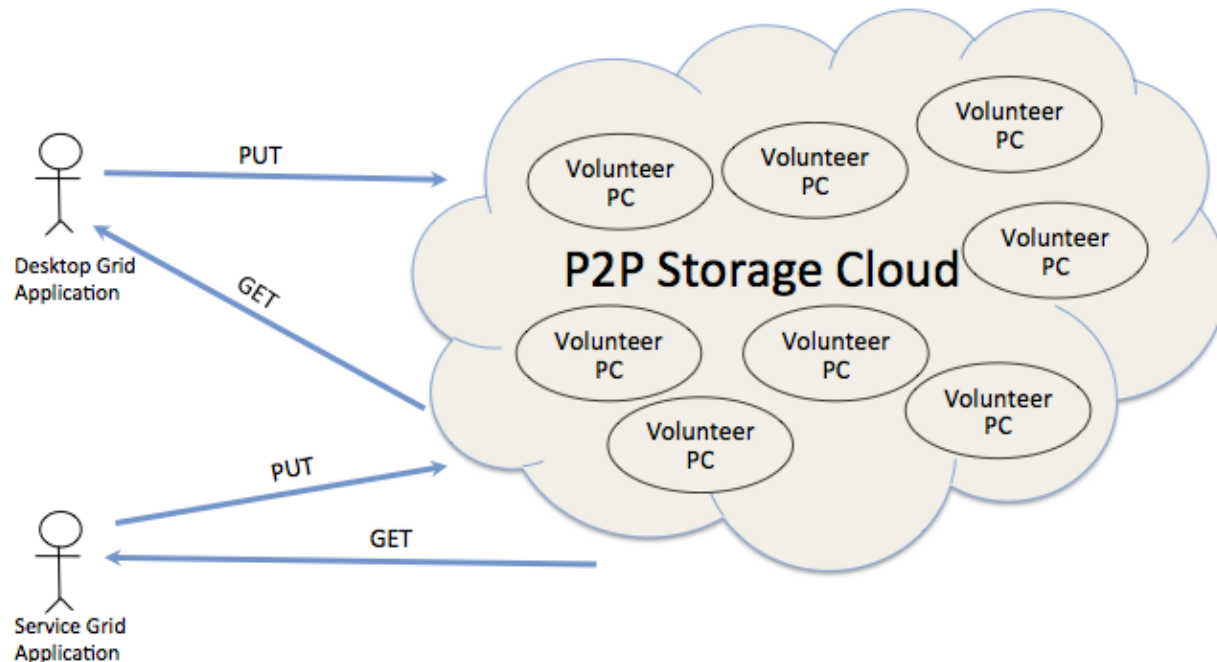 PUT
Desktop Grid
Application
GET
PUT
GET
Service Grid
Application
Volunteer
PC
Volunteer
PC
Volunteer
PC
Volunteer
PC
P2P Storage Cloud
Volunteer
PC
Volunteer
PC
Volunteer
PC
Volunteer
PC